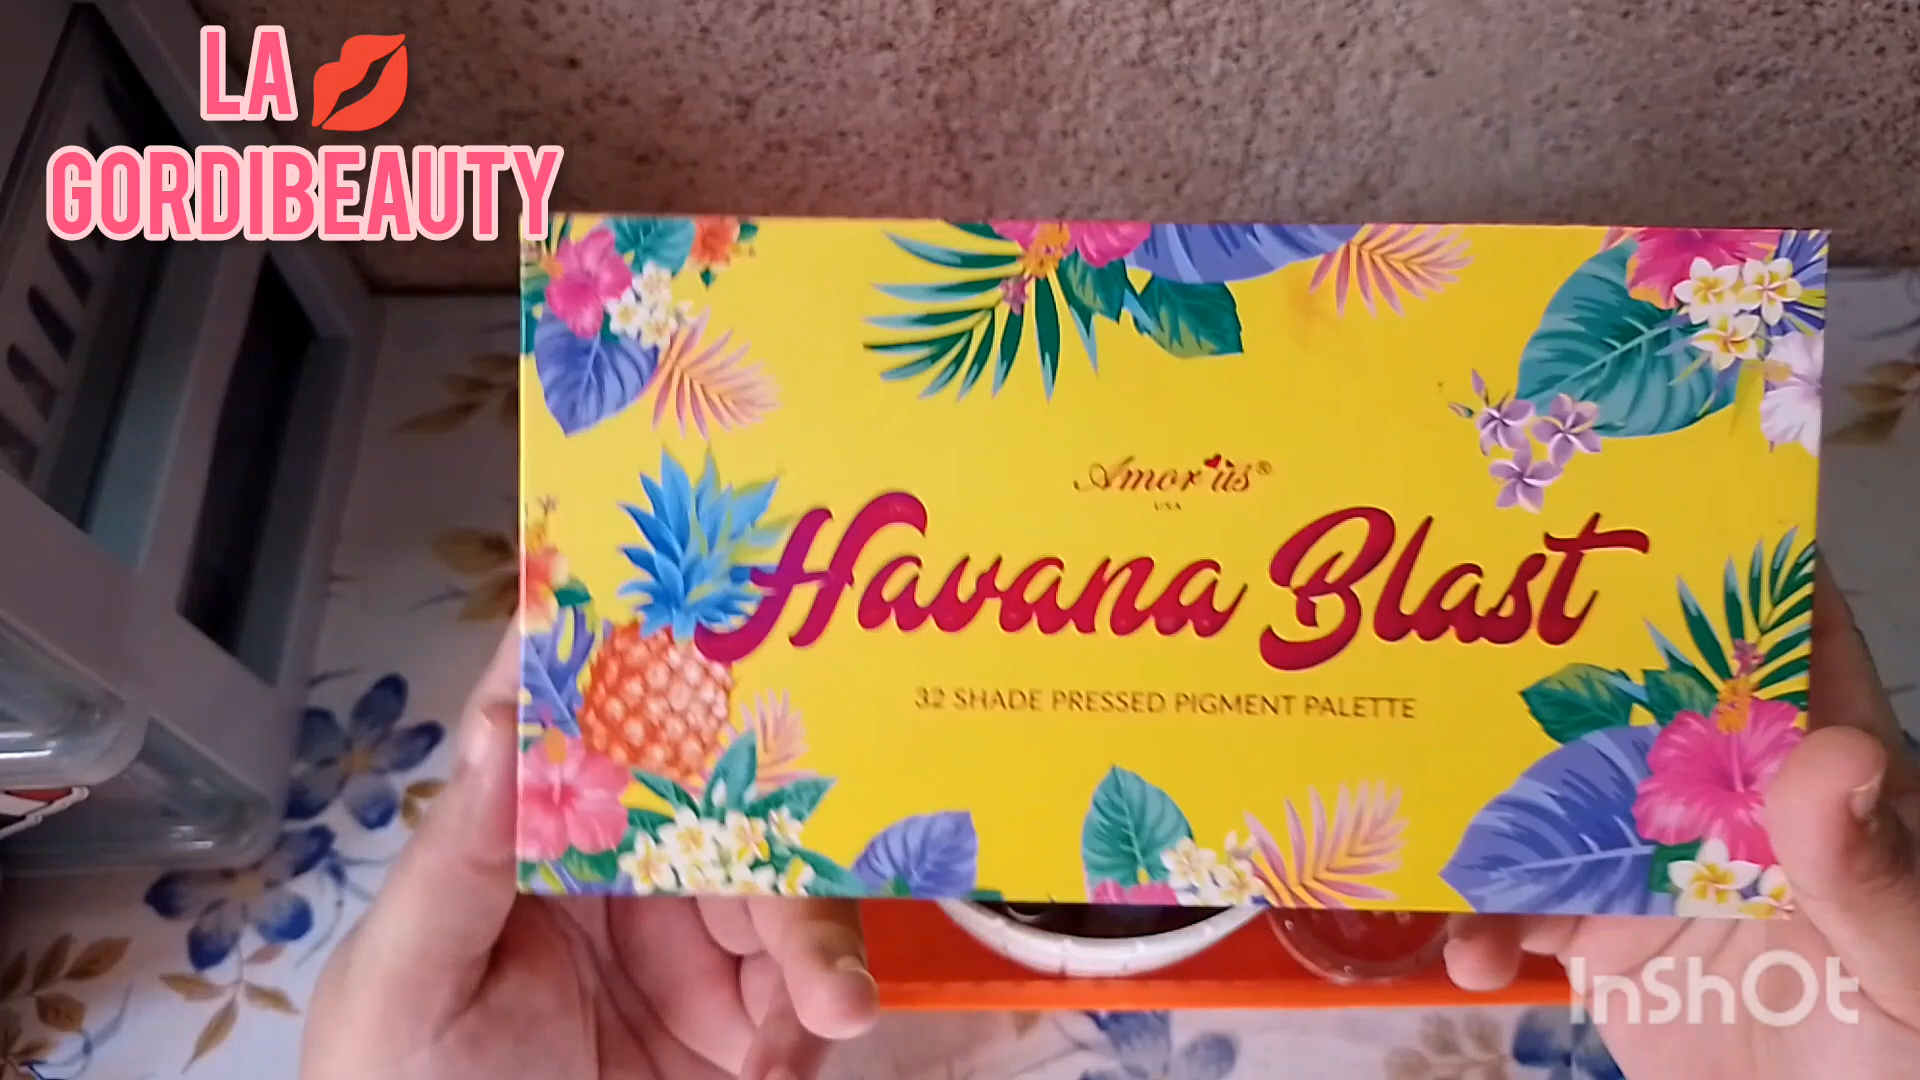 LA
GORDIBEAUTY
Amor us®
USA
Havana Blast
32 SHADE PRESSED PIGMENT PALETTE
InShOt